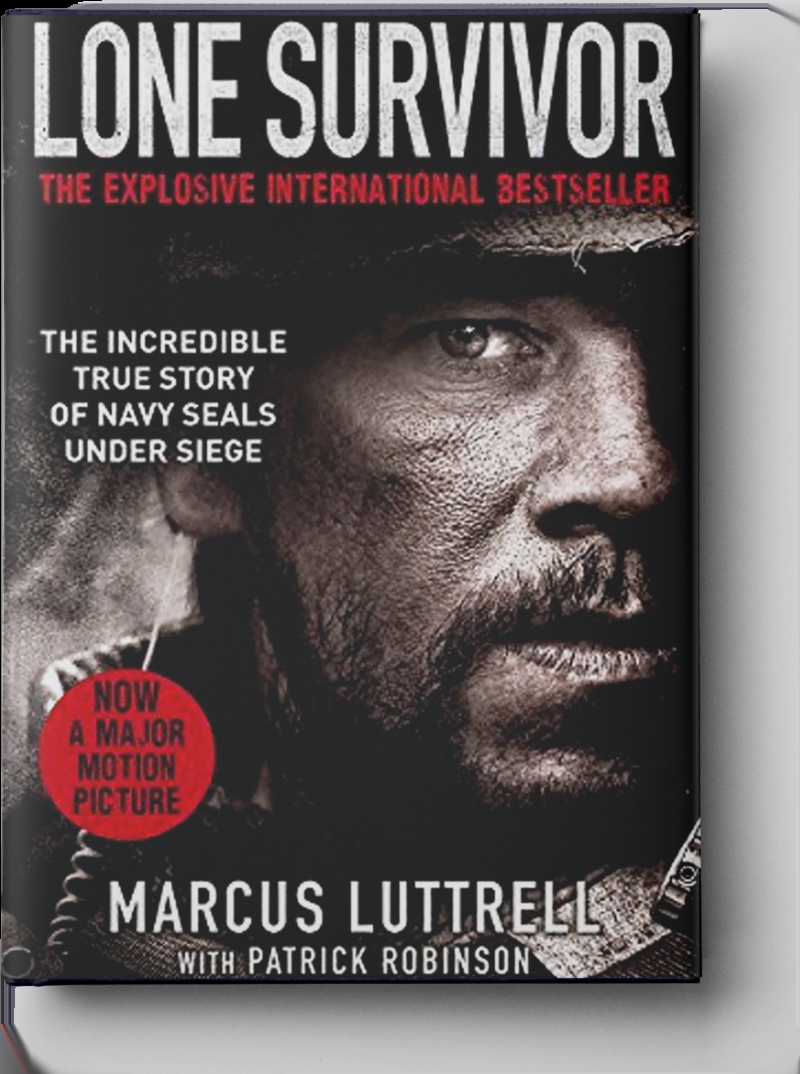 LONE SURVIVOR
THE EXPLOSIVE INTERNATIONAL BESTSELLER
THE INCREDIBLE
TRUE STORY
OF NAVY SEALS
UNDER SIEGE
NOW
A MAJOR
MOTION
PICTURE
MARCUS LUTTRELL
WITH PATRICK ROBINSON